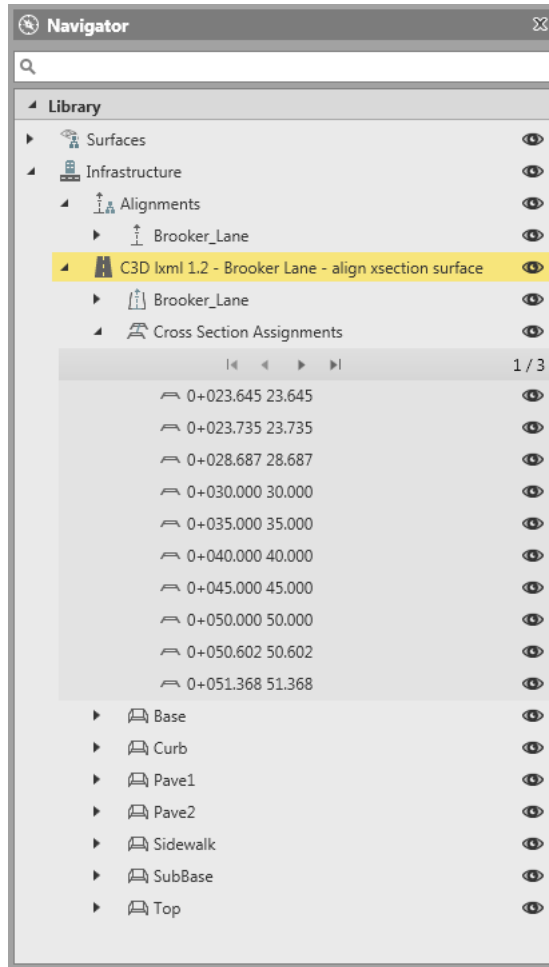 Navigator
Library
Surfaces
Infrastructure
Alignments
Brooker_Lane
C3D lxml 1.2 - Brooker Lane - align xsection surface
Brooker_Lane
Cross Section Assignments
1 / 3
0+023.645 23.645
0+023.735 23.735
0+028.687 28.687
0+030.000 30.000
0+035.000 35.000
0+040.000 40.000
0+045.000 45.000
0+050.000 50.000
0+050.602 50.602
0+051.368 51.368
Base
Curb
Pave1
Pave2
Sidewalk
SubBase
Top